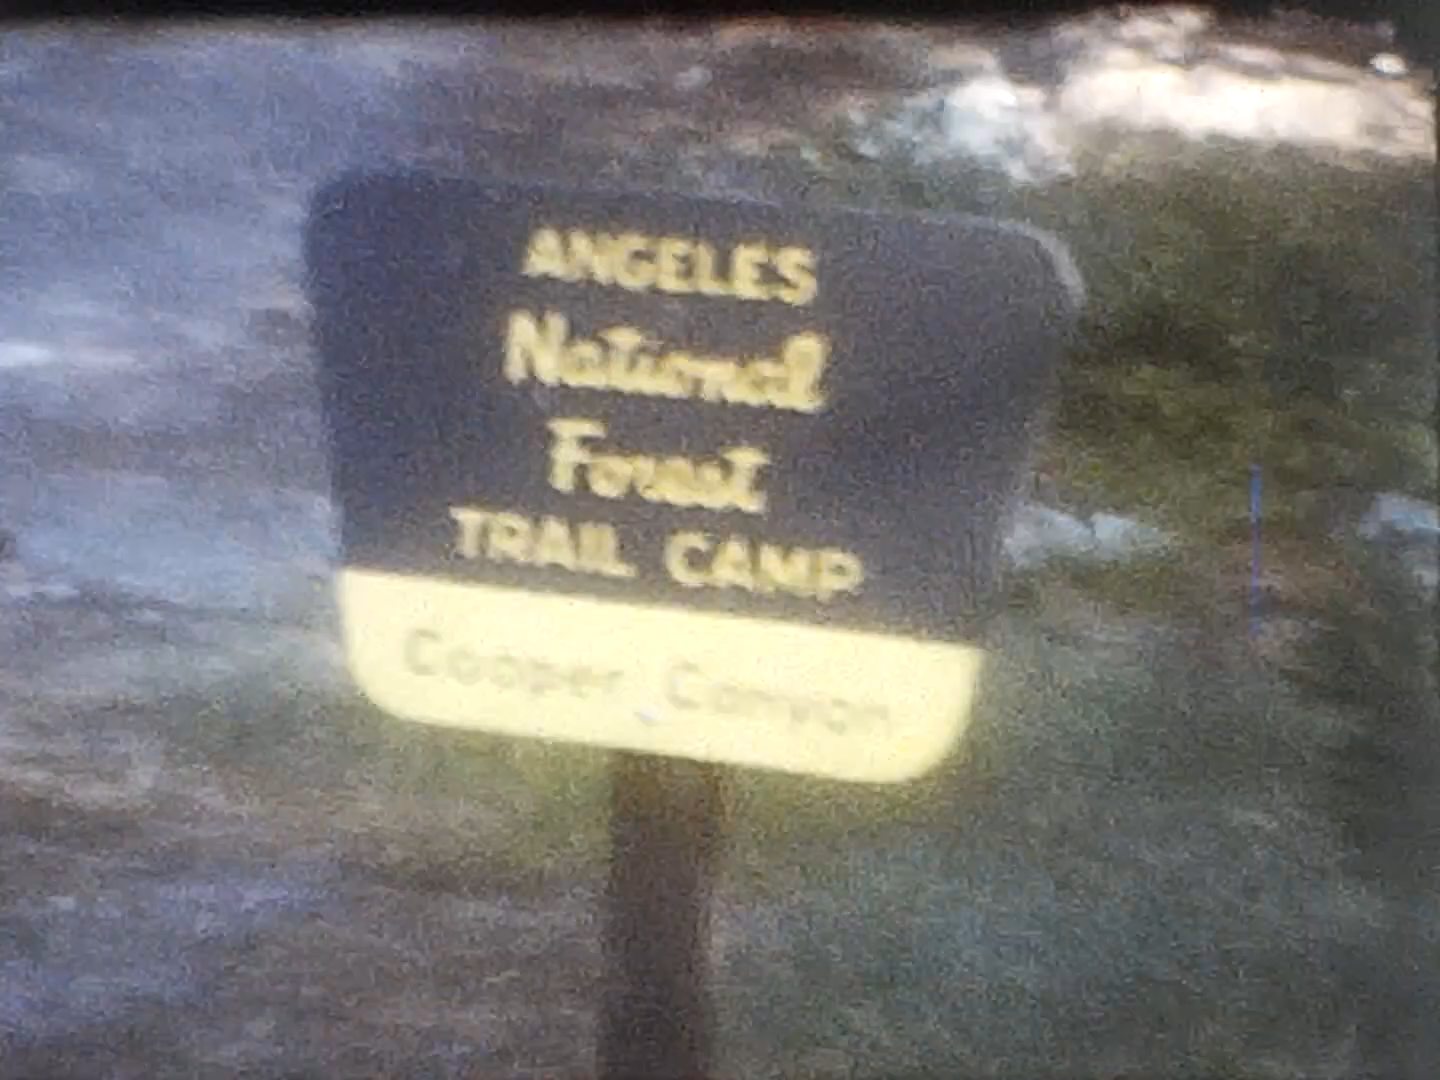 ANGELES
National
Forest
TRAIL CAMP
Cooper Canyon